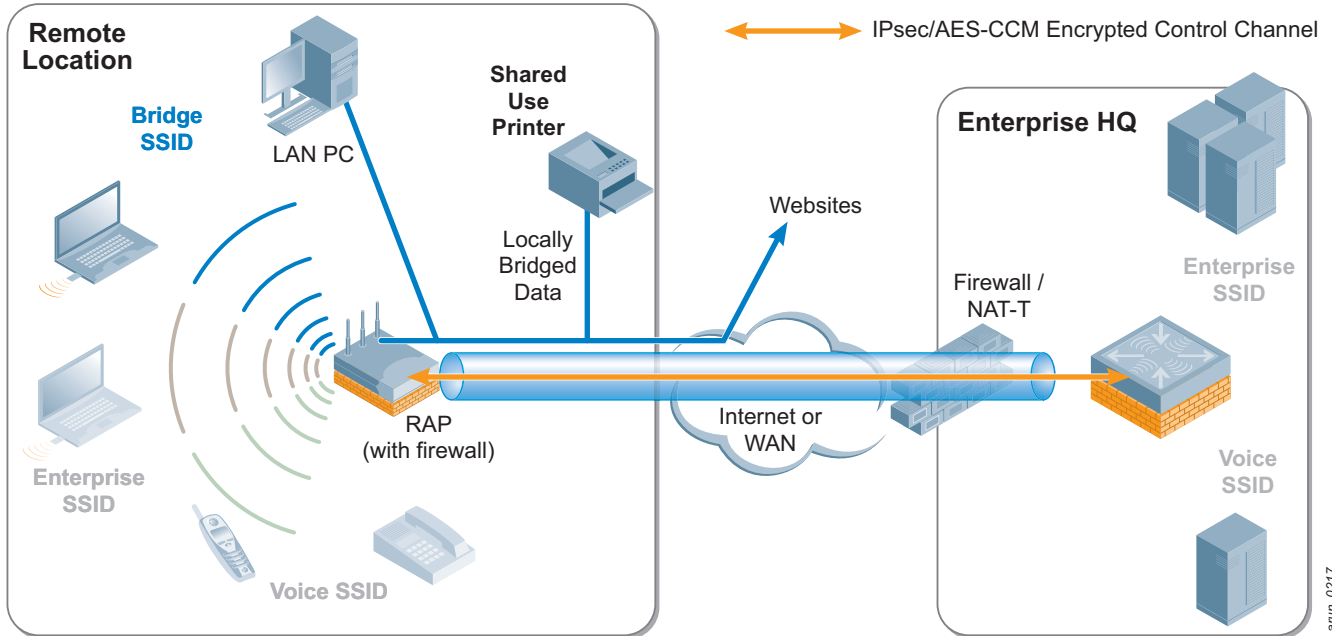 Remote
Location
IPsec/AES-CCM Encrypted Control Channel
Bridge
SSID
LAN PC
Shared
Use
Printer
Enterprise HQ
Websites
Locally
Bridged
Data
Firewall /
NAT-T
Enterprise
SSID
RAP
(with firewall)
Internet or
WAN
Enterprise
SSID
Voice
SSID
Voice SSID
arun_0217